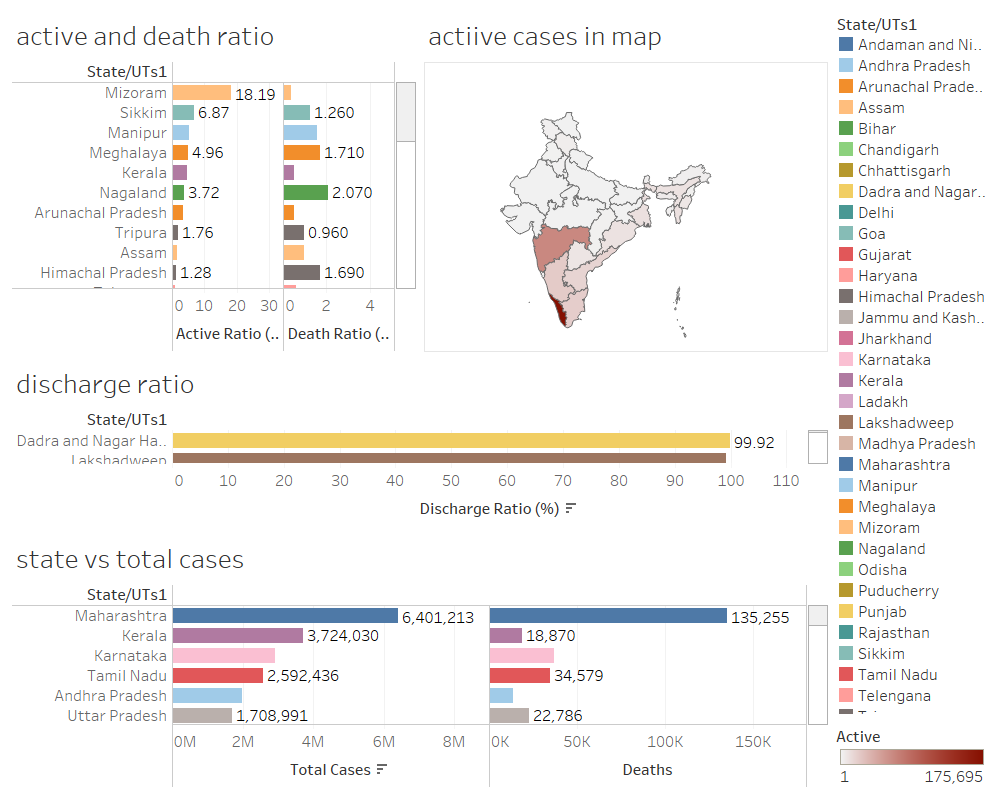 active and death ratio
State/UTs1
Mizoram 18.19
Sikkim 6.87 1.260
Manipur
Meghalaya 4.96 1.710
Kerala
Nagaland 3.72 2.070
Arunachal Pradesh
Tripura 1.76 0.960
Assam
Himachal Pradesh 1.28 1.690
0 10 20 30 0 2 4
Active Ratio (.. Death Ratio (..
actiive cases in map
discharge ratio
State/UTs1
Dadra and Nagar Ha.. 99.92
Lakshadweep
0 10 20 30 40 50 60 70 80 90 100 110
Discharge Ratio (%)
state vs total cases
State/UTs1
Maharashtra 6,401,213 135,255
Kerala 3,724,030 18,870
Karnataka
Tamil Nadu 2,592,436 34,579
Andhra Pradesh
Uttar Pradesh 1,708,991 22,786
0M 2M 4M 6M 8M 0K 50K 100K 150K
Total Cases Deaths
State/UTs1
Andaman and Ni..
Andhra Pradesh
Arunachal Prade..
Assam
Bihar
Chandigarh
Chhattisgarh
Dadra and Nagar..
Delhi
Goa
Gujarat
Haryana
Himachal Pradesh
Jammu and Kash..
Jharkhand
Karnataka
Kerala
Ladakh
Lakshadweep
Madhya Pradesh
Maharashtra
Manipur
Meghalaya
Mizoram
Nagaland
Odisha
Puducherry
Punjab
Rajasthan
Sikkim
Tamil Nadu
Telengana
Active
1 175,695